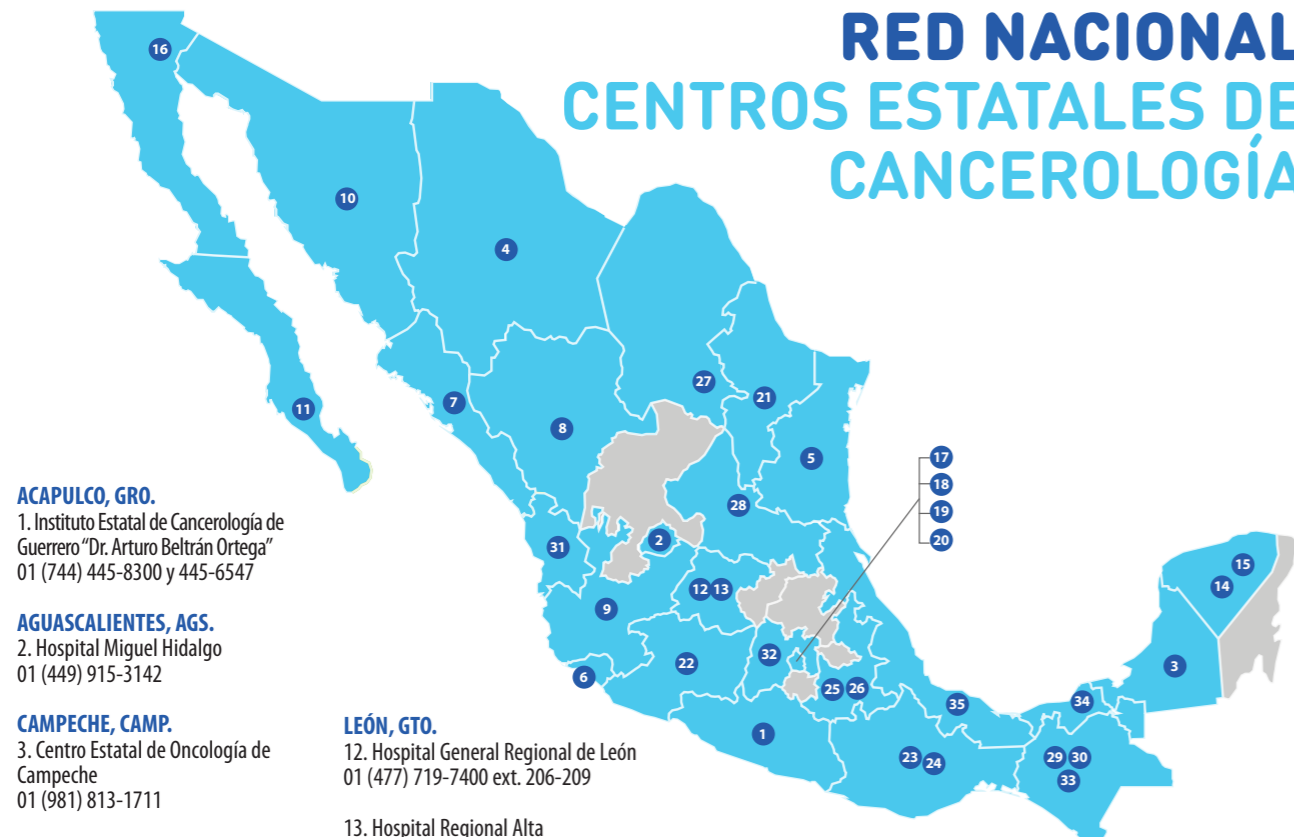 RED NACIONAL
CENTROS ESTATALES DE
CANCEROLOGÍA
16
10
4
11
7
8
27
21
5
28
2
31
12 13
9
22
6
32
17
18
19
20
25 26
1
35
23 24
34
29 30
33
3
15
14
ACAPULCO, GRO.
1. Instituto Estatal de Cancerología de
Guerrero “Dr. Arturo Beltrán Ortega”
01 (744) 445-8300 y 445-6547
AGUASCALIENTES, AGS.
2. Hospital Miguel Hidalgo
01 (449) 915-3142
CAMPECHE, CAMP.
3. Centro Estatal de Oncología de
Campeche
01 (981) 813-1711
LEÓN, GTO.
12. Hospital General Regional de León
01 (477) 719-7400 ext. 206-209
13. Hospital Regional Alta